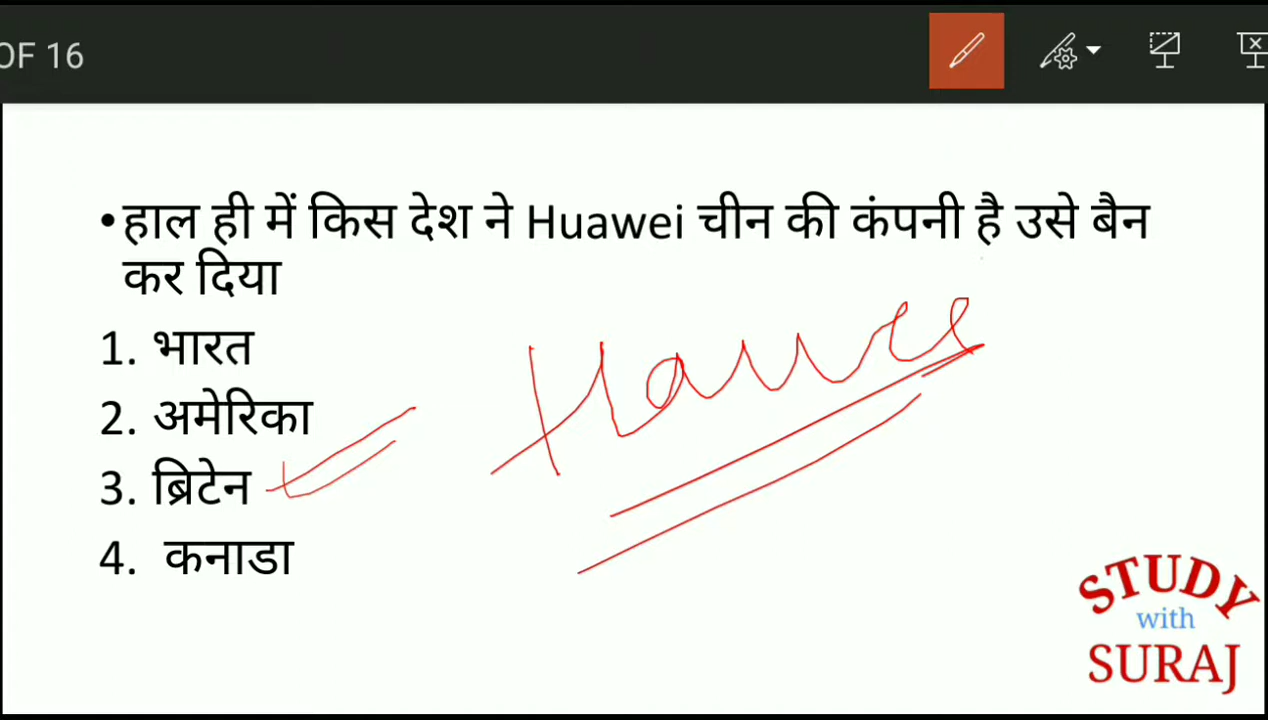 OF 16
•हाल ही में किस देश ने Huawei चीन की कंपनी है उसे बैन
कर दिया
1. भारत
2. अमेरिका
3. ब्रिटेन
4. कनाडा
STUDY
with
SURAJ